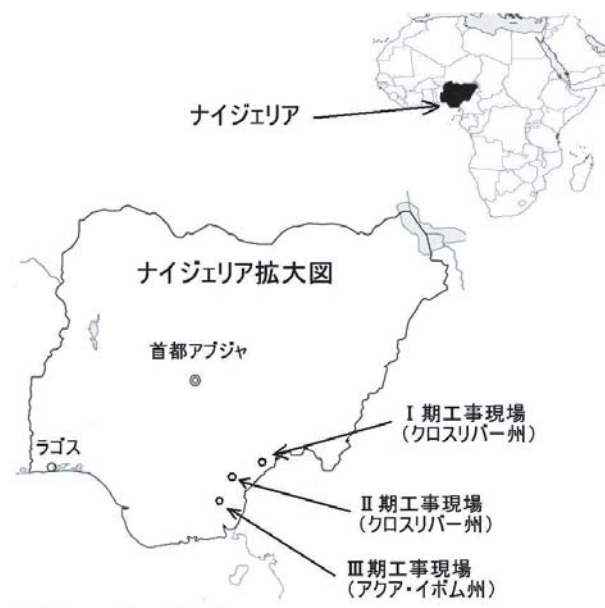 ナイジェリア
ナイジェリア拡大図
首都アブジャ
ラゴス
Ⅰ期工事現場
（クロスリバー州）
Ⅱ期工事現場
（クロスリバー州）
Ⅲ期工事現場
（アクア・イボム州）